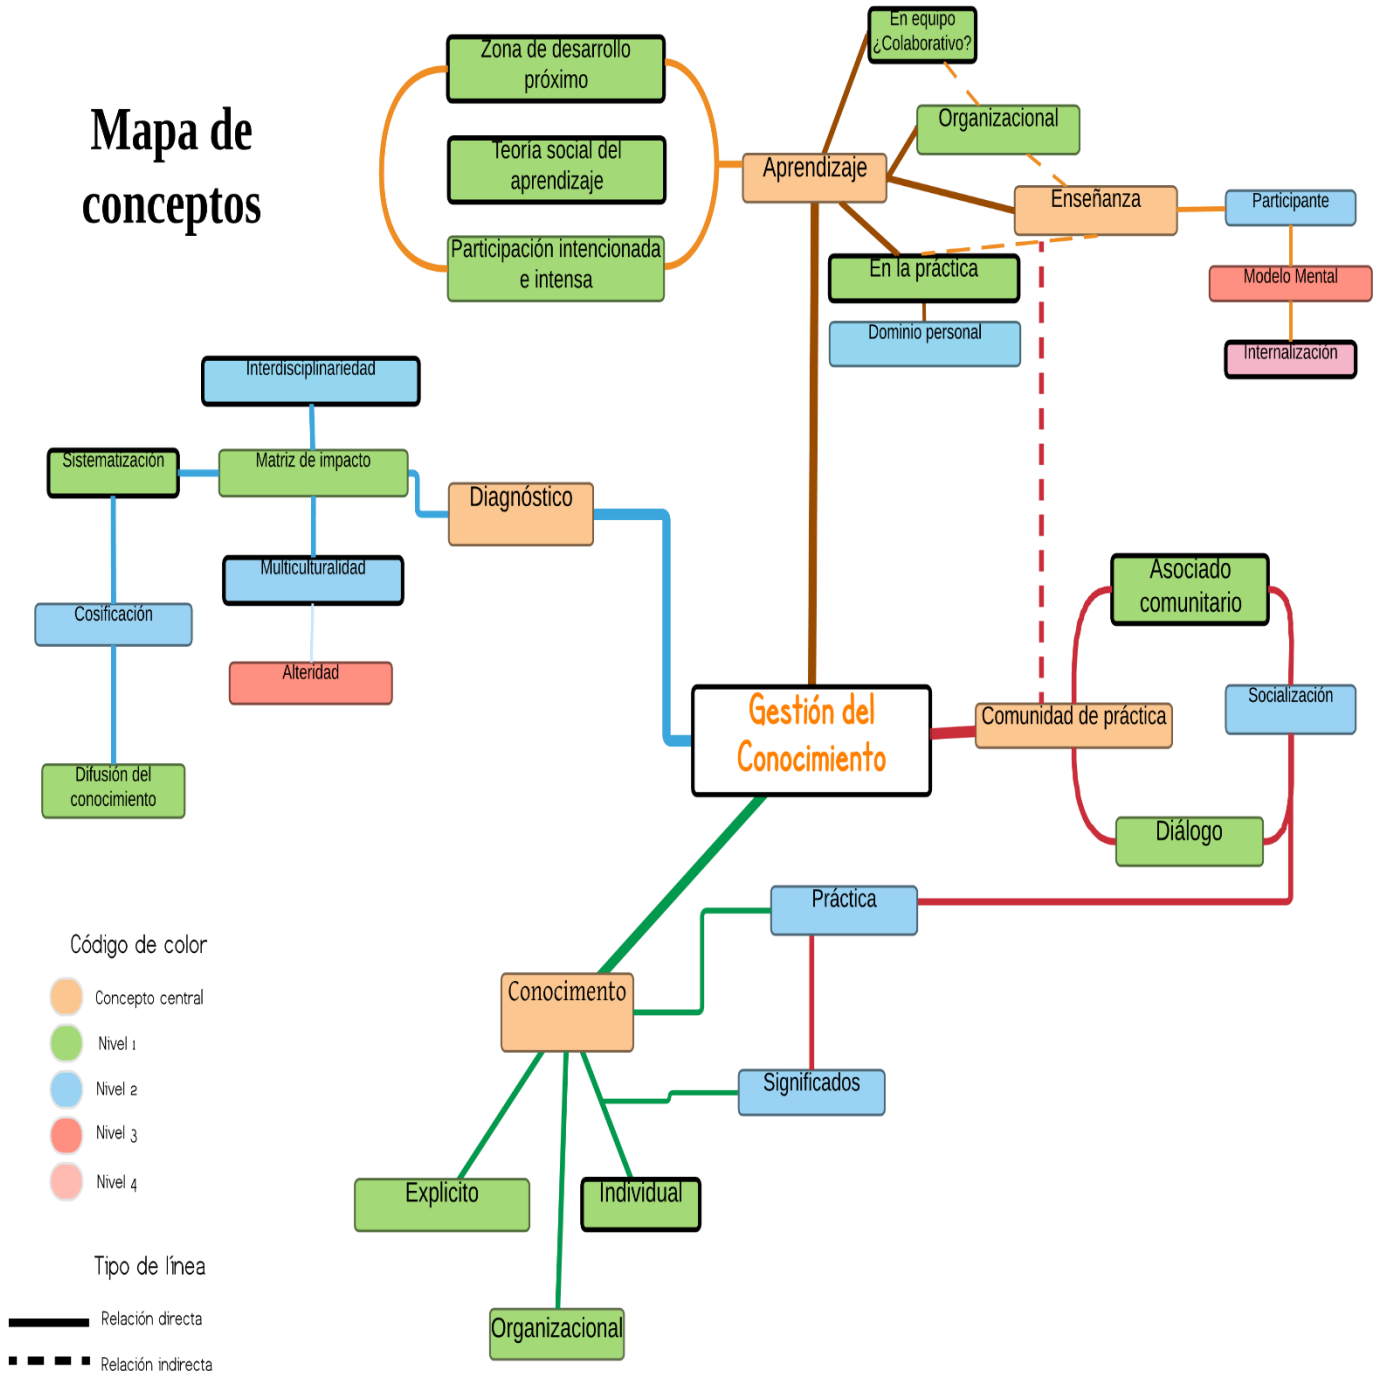 Mapa de
conceptos
En equipo
¿Colaborativo?
Zona de desarrollo
próximo
Organizacional
Teoría social del
aprendizaje
Aprendizaje
Enseñanza
Participante
Participación intencionada
e intensa
En la práctica
Modelo Mental
Dominio personal
Internalización
Interdisciplinariedad
Sistematización
Matriz de impacto
Diagnóstico
Multiculturalidad
Cosificación
Alteridad
Difusión del
conocimiento
Asociado
comunitario
Gestión del
Conocimiento
Comunidad de práctica
Socialización
Diálogo
Práctica
Conocimento
Significados
Explicito
Individual
Organizacional
Código de color
Concepto central
Nivel 1
Nivel 2
Nivel 3
Nivel 4
Tipo de línea
Relación directa
Relación indirecta